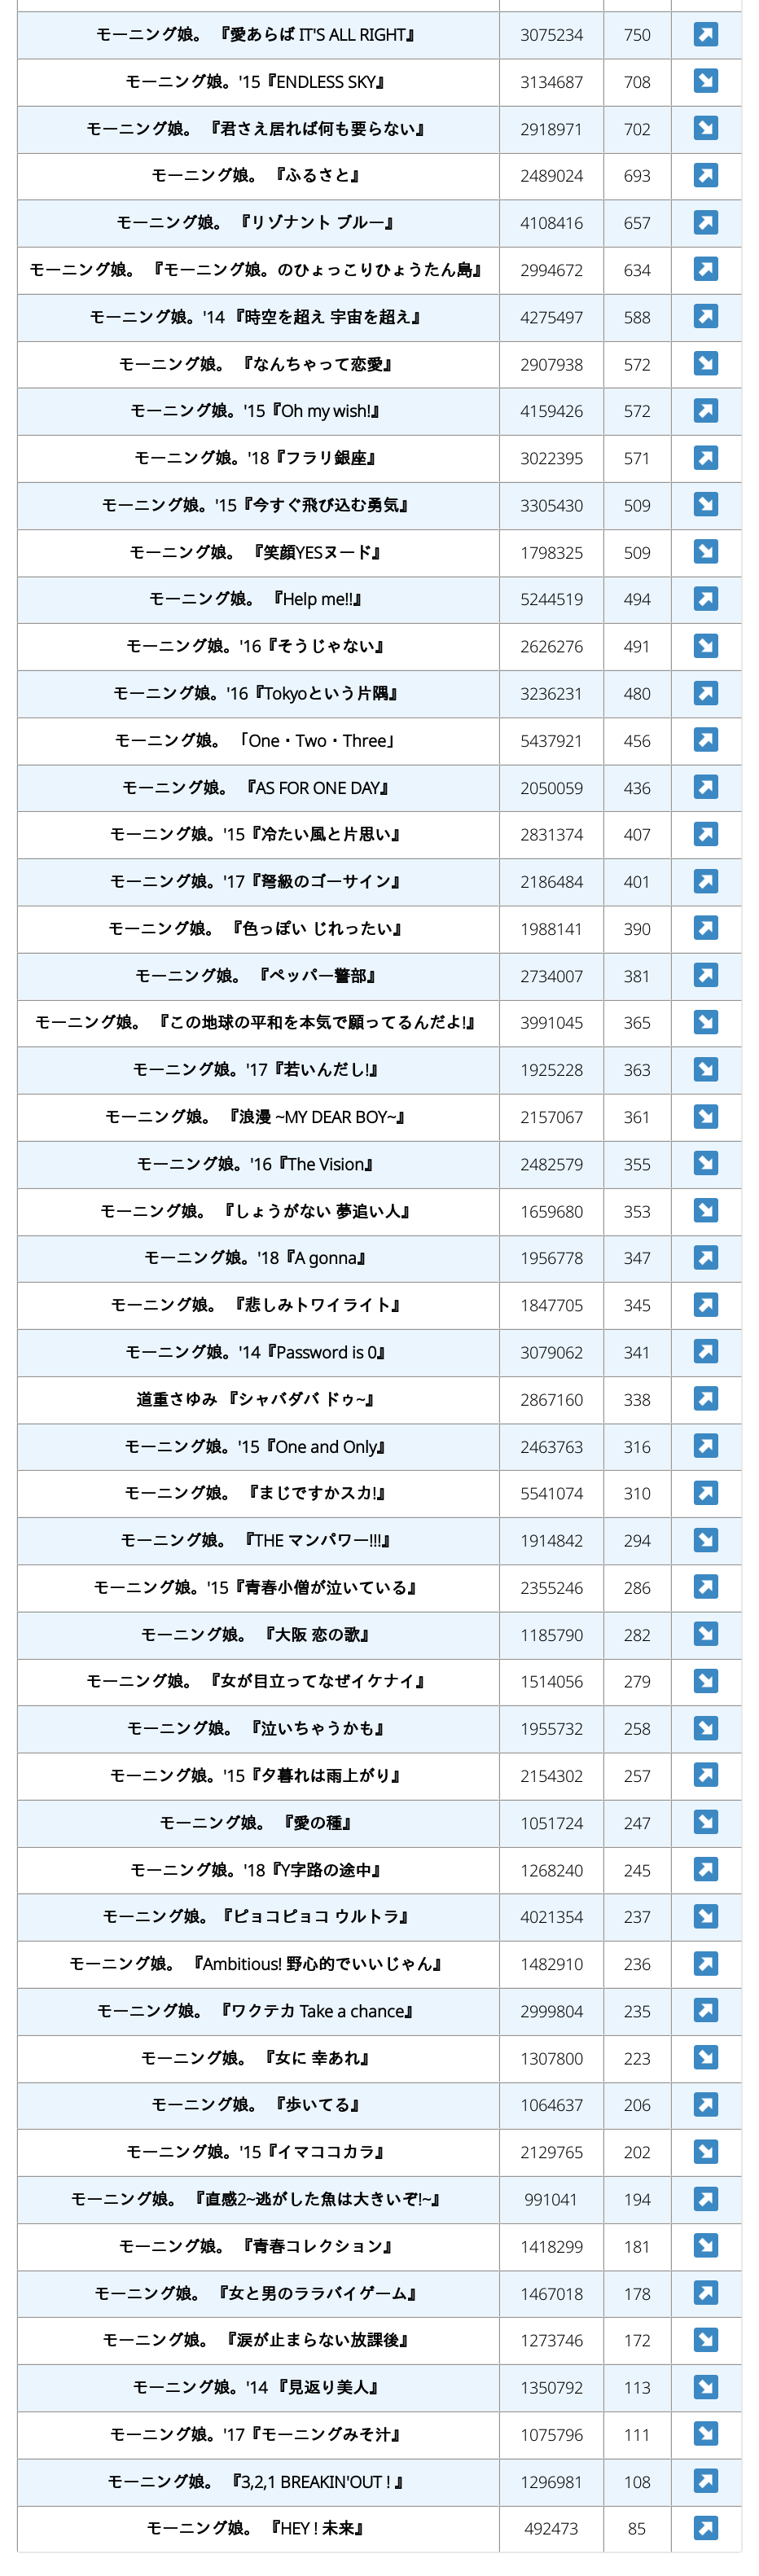 モーニング娘。 『愛あらば IT'S ALL RIGHT』 3075234 750
モーニング娘。'15『ENDLESS SKY』 3134687 708
モーニング娘。 『君さえ居れば何も要らない』 2918971 702
モーニング娘。 『ふるさと』 2489024 693
モーニング娘。 『リゾナント ブルー』 4108416 657
モーニング娘。 『モーニング娘。のひょっこりひょうたん島』 2994672 634
モーニング娘。'14 『時空を超え 宇宙を超え』 4275497 588
モーニング娘。 『なんちゃって恋愛』 2907938 572
モーニング娘。'15『Oh my wish!』 4159426 572
モーニング娘。'18『フラリ銀座』 3022395 571
モーニング娘。'15『今すぐ飛び込む勇気』 3305430 509
モーニング娘。 『笑顔YESヌード』 1798325 509
モーニング娘。 『Help me!!』 5244519 494
モーニング娘。'16『そうじゃない』 2626276 491
モーニング娘。'16『Tokyoという片隅』 3236231 480
モーニング娘。 「One・Two・Three」 5437921 456
モーニング娘。 『AS FOR ONE DAY』 2050059 436
モーニング娘。'15『冷たい風と片思い』 2831374 407
モーニング娘。'17『弩級のゴーサイン』 2186484 401
モーニング娘。 『色っぽい じれったい』 1988141 390
モーニング娘。 『ペッパー警部』 2734007 381
モーニング娘。 『この地球の平和を本気で願ってるんだよ!』 3991045 365
モーニング娘。'17『若いんだし!』 1925228 363
モーニング娘。 『浪漫 ~MY DEAR BOY~』 2157067 361
モーニング娘。'16『The Vision』 2482579 355
モーニング娘。 『しょうがない 夢追い人』 1659680 353
モーニング娘。'18『A gonna』 1956778 347
モーニング娘。 『悲しみトワイライト』 1847705 345
モーニング娘。'14『Password is 0』 3079062 341
道重さゆみ 『シャバダバ ドゥ~』 2867160 338
モーニング娘。'15『One and Only』 2463763 316
モーニング娘。 『まじですかスカ!』 5541074 310
モーニング娘。 『THE マンパワー!!!』 1914842 294
モーニング娘。'15『青春小僧が泣いている』 2355246 286
モーニング娘。 『大阪 恋の歌』 1185790 282
モーニング娘。 『女が目立ってなぜイケナイ』 1514056 279
モーニング娘。 『泣いちゃうかも』 1955732 258
モーニング娘。'15『夕暮れは雨上がり』 2154302 257
モーニング娘。 『愛の種』 1051724 247
モーニング娘。'18『Y字路の途中』 1268240 245
モーニング娘。『ピョコピョコ ウルトラ』 4021354 237
モーニング娘。 『Ambitious! 野心的でいいじゃん』 1482910 236
モーニング娘。 『ワクテカ Take a chance』 2999804 235
モーニング娘。 『女に 幸あれ』 1307800 223
モーニング娘。 『歩いてる』 1064637 206
モーニング娘。'15『イマココカラ』 2129765 202
モーニング娘。 『直感2~逃がした魚は大きいぞ!~』 991041 194
モーニング娘。 『青春コレクション』 1418299 181
モーニング娘。 『女と男のララバイゲーム』 1467018 178
モーニング娘。 『涙が止まらない放課後』 1273746 172
モーニング娘。'14 『見返り美人』 1350792 113
モーニング娘。'17『モーニングみそ汁』 1075796 111
モーニング娘。 『3,2,1 BREAKIN'OUT ! 』 1296981 108
モーニング娘。 『HEY ! 未来』 492473 85